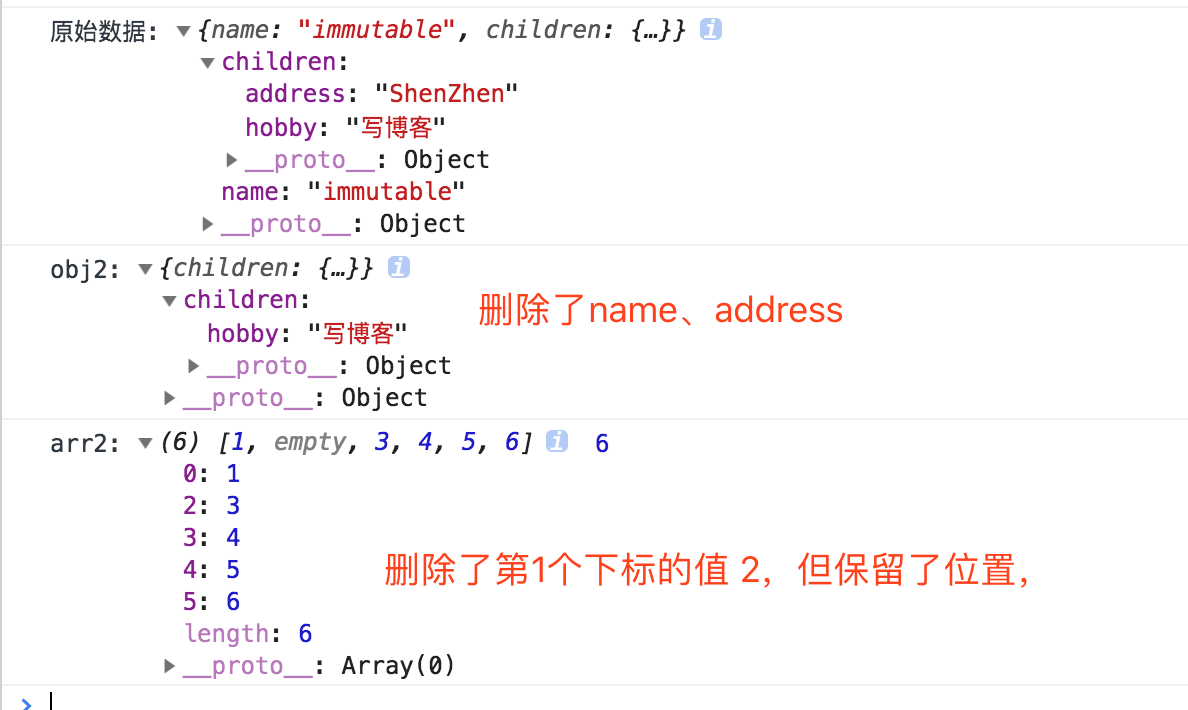 原始数据: ▼{name: "immutable", children: {…}} i
▼children:
address: "ShenZhen"
hobby: "写博客"
▶__proto__: Object
name: "immutable"
▶__proto__: Object
obj2: ▼{children: {…}} i
▼children:
删除了name、address
hobby: "写博客"
▶__proto__: Object
▶__proto__: Object
arr2: ▼(6) [1, empty, 3, 4, 5, 6] i 6
0: 1
2: 3
3: 4
4: 5
删除了第1个下标的值 2，但保留了位置，
5: 6
length: 6
▶__proto__: Array(0)
>